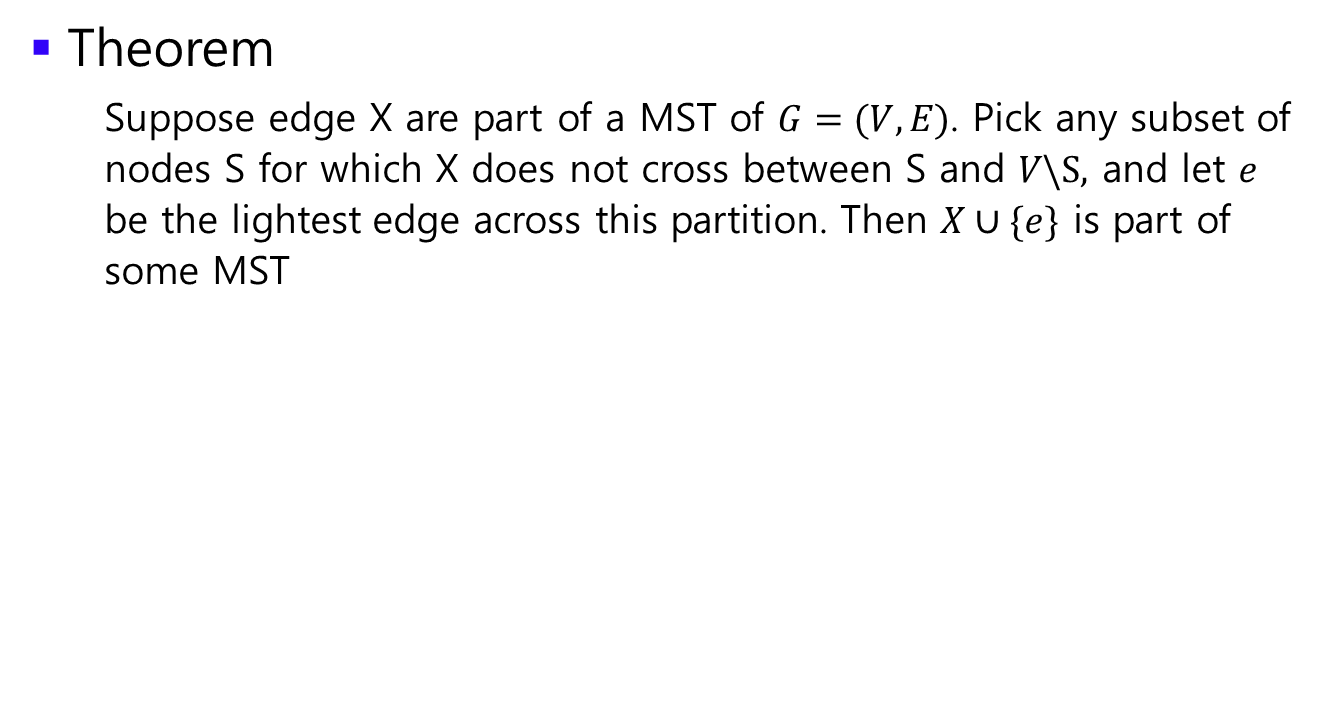 Theorem
Suppose edge X are part of a MST of G = (V, E). Pick any subset of
nodes S for which X does not cross between S and V\S, and let e
be the lightest edge across this partition. Then X ∪ {e} is part of
some MST